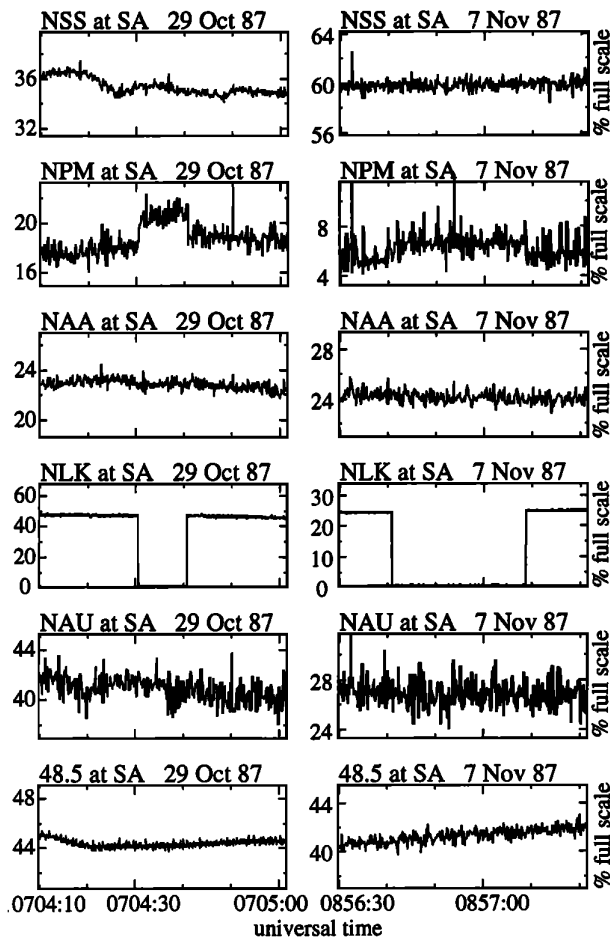 NSS at SA 29 Oct 87
NSS at SA 7 Nov 87
36
32
64
60
56
% full scale
NPM at SA 29 Oct 87
NPM at SA 7 Nov 87
20
16
8
4
% full scale
NAA at SA 29 Oct 87
NAA at SA 7 Nov 87
24
20
28
24
% full scale
NLK at SA 29 Oct 87
NLK at SA 7 Nov 87
60
40
20
0
30
20
10
0
% full scale
NAU at SA 29 Oct 87
NAU at SA 7 Nov 87
44
40
28
24
% full scale
48.5 at SA 29 Oct 87
48.5 at SA 7 Nov 87
48
44
44
40
% full scale
0704:10 0704:30 0705:00
0856:30 0857:00
universal time